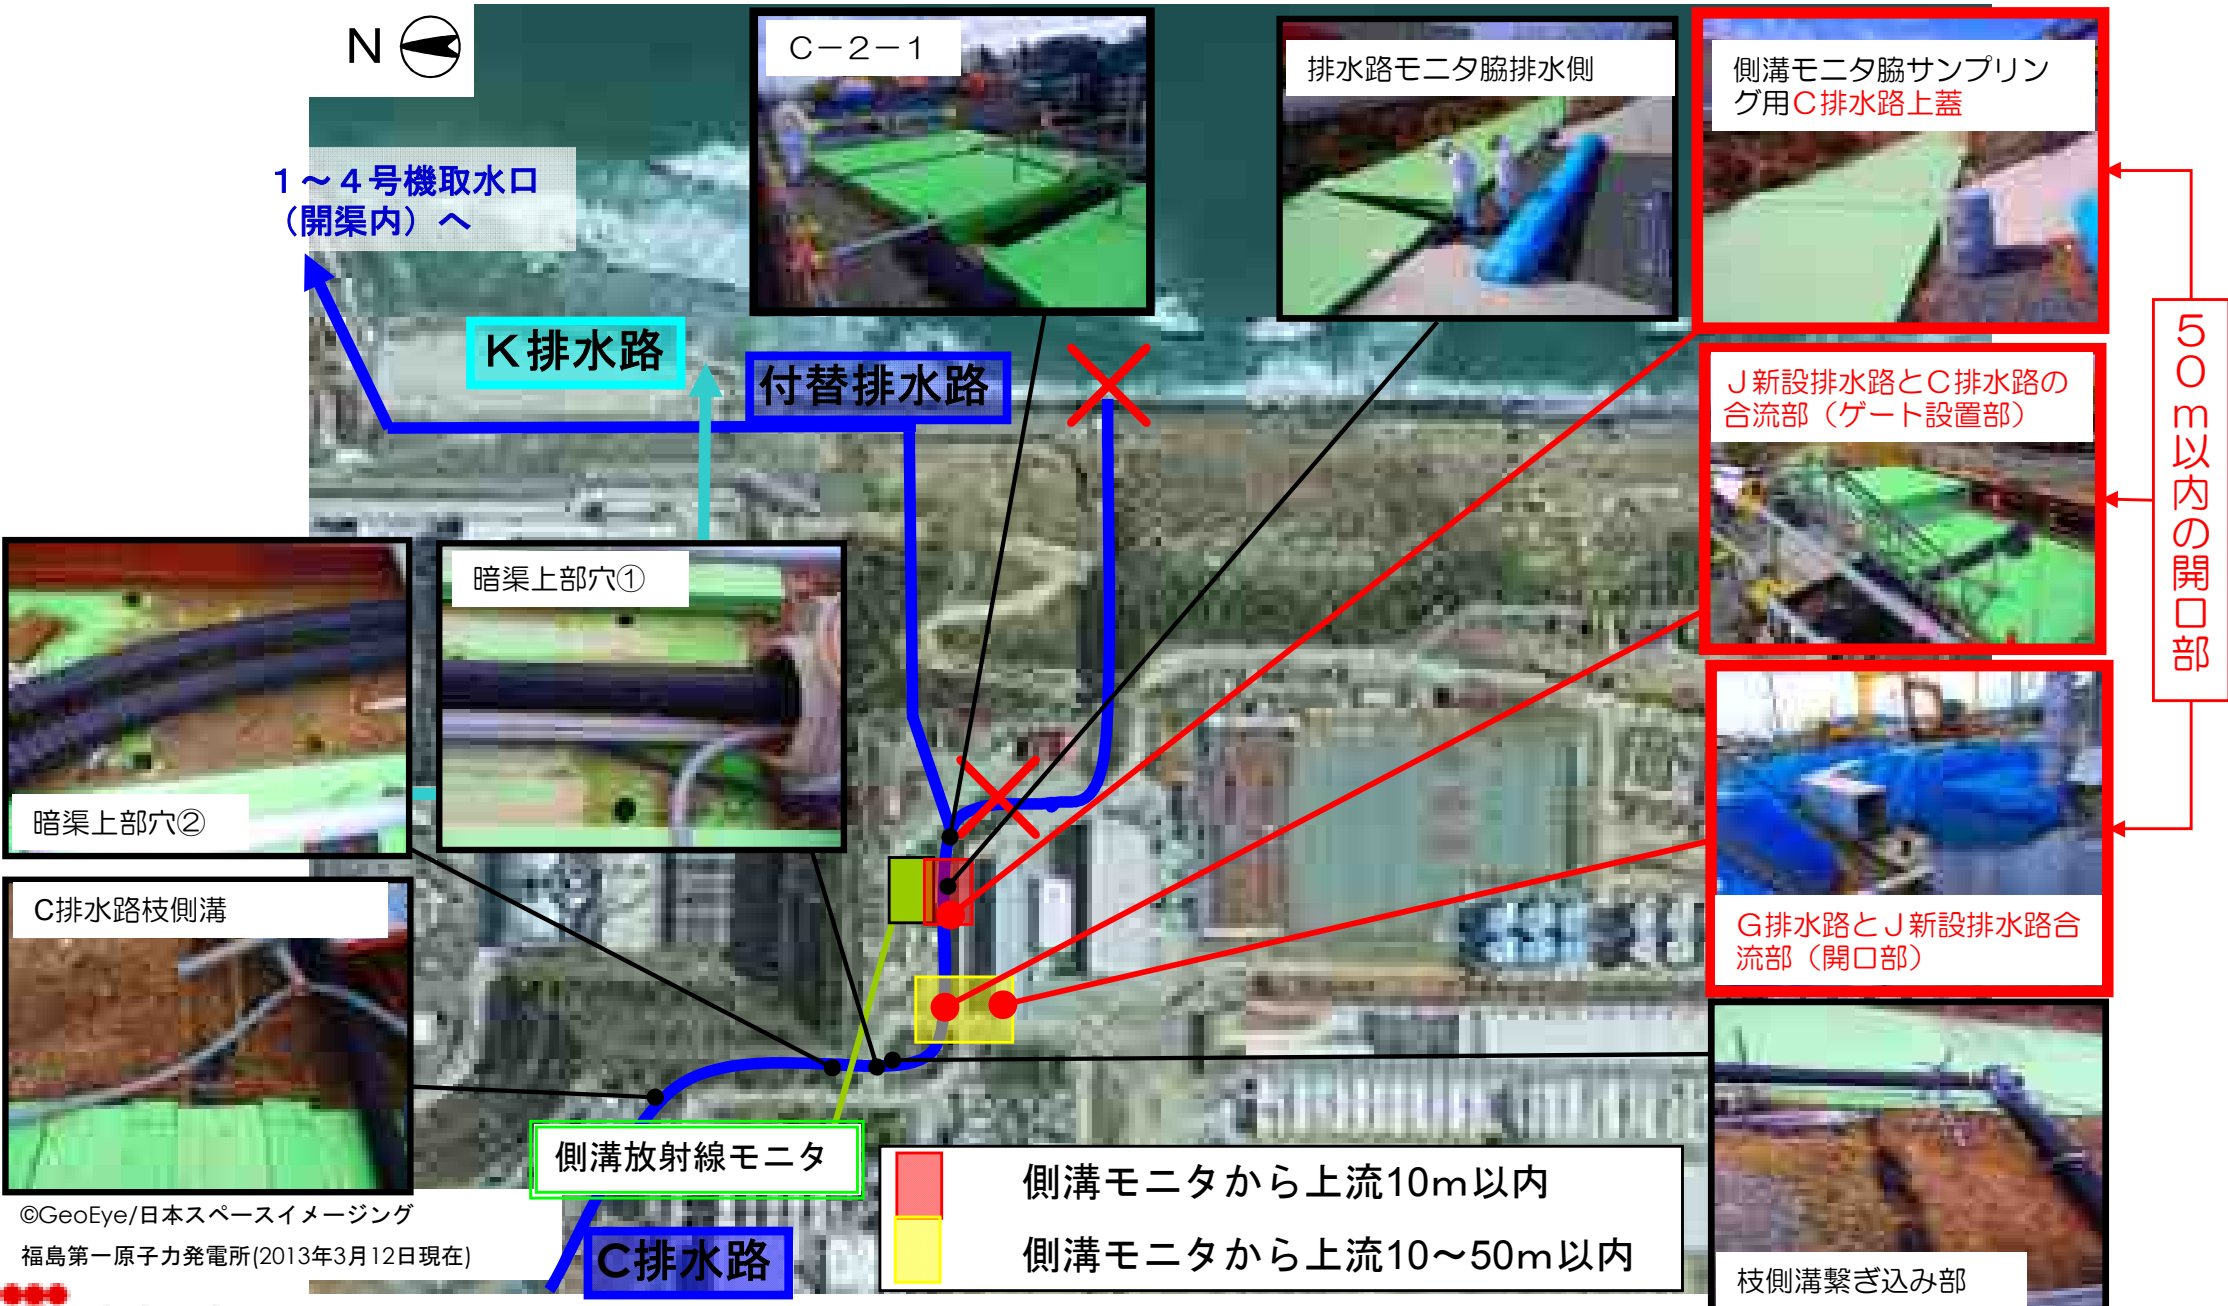 N
C－2－1
排水路モニタ脇排水側
側溝モニタ脇サンプリン
グ用C排水路上蓋
1～4号機取水口
（開渠内）へ
K排水路
付替排水路
J新設排水路とC排水路の
合流部（ゲート設置部）
50m以内の開口部
暗渠上部穴①
暗渠上部穴②
C排水路枝側溝
G排水路とJ新設排水路合
流部（開口部）
側溝放射線モニタ
側溝モニタから上流10m以内
側溝モニタから上流10～50m以内
C排水路
枝側溝繋ぎ込み部
©GeoEye/日本スペースイメージング
福島第一原子力発電所(2013年3月12日現在)